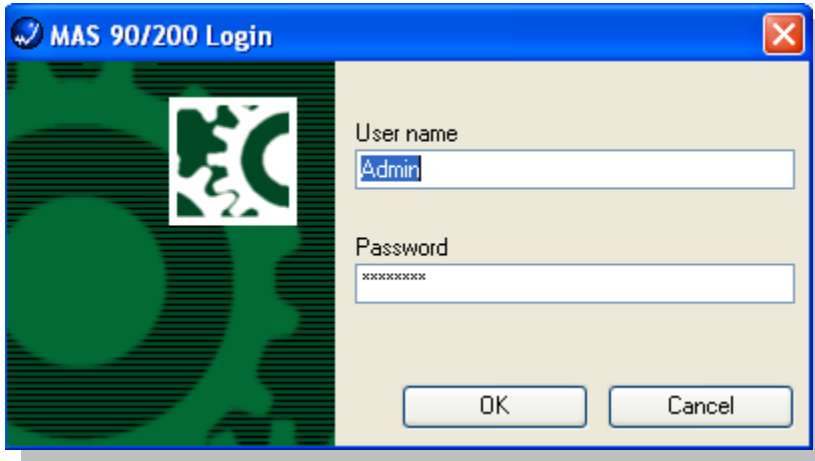 MAS 90/200 Login
User name
Admin
Password
********
OK Cancel